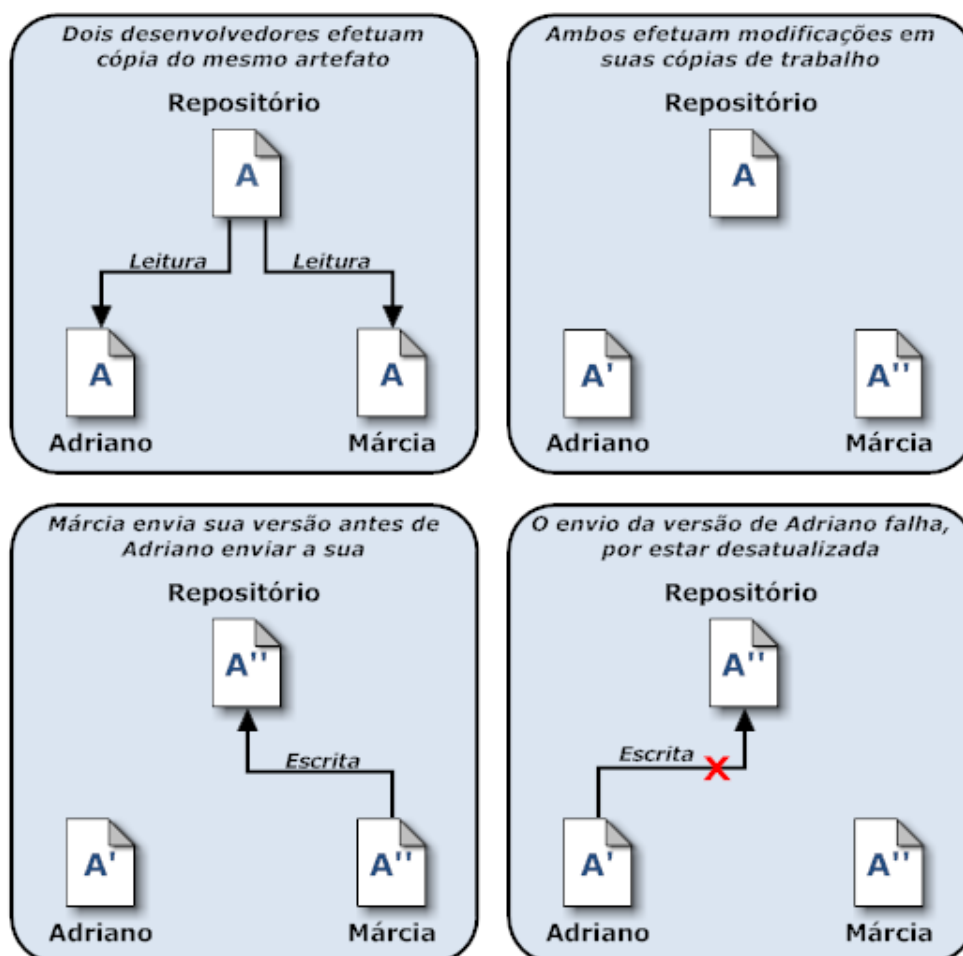 Dois desenvolvedores efetuam
cópia do mesmo artefato
Repositório
A
Leitura
Leitura
A
A
Adriano
Márcia
Ambos efetuam modificações em
suas cópias de trabalho
Repositório
A
A'
A''
Adriano
Márcia
Márcia envia sua versão antes de
Adriano enviar a sua
Repositório
A''
Escrita
A'
A''
Adriano
Márcia
O envio da versão de Adriano falha,
por estar desatualizada
Repositório
A''
Escrita
A'
A''
Adriano
Márcia